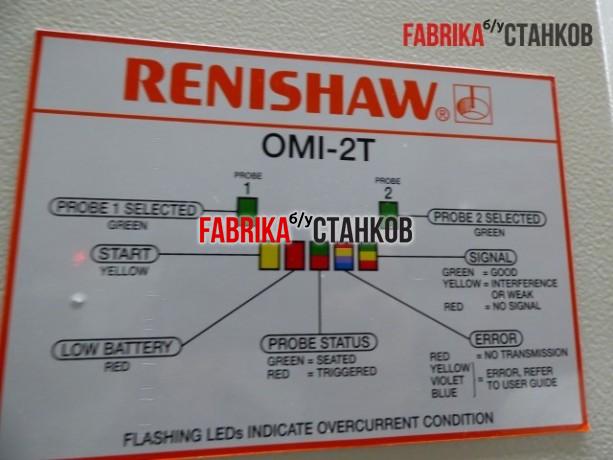 FABRIKA б/у СТАНКОВ
RENISHAW®
OMI-2T
PROBE 1
PROBE 2
PROBE 1 SELECTED
GREEN
PROBE 2 SELECTED
GREEN
FABRIKA б/у СТАНКОВ
START
YELLOW
SIGNAL
GREEN = GOOD
YELLOW = INTERFERENCE
OR WEAK
RED = NO SIGNAL
LOW BATTERY
RED
PROBE STATUS
GREEN = SEATED
RED = TRIGGERED
ERROR
RED = NO TRANSMISSION
YELLOW
VIOLET = ERROR, REFER
BLUE TO USER GUIDE
FLASHING LEDs INDICATE OVERCURRENT CONDITION